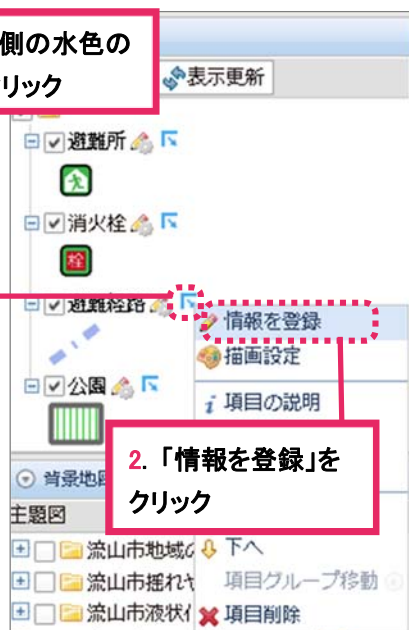 側の水色の
リック
表示更新
避難所
消火栓
栓
避難経路
情報を登録
描画設定
公園
項目の説明
2. 「情報を登録」を
クリック
背景地図
主題図
流山市地域の
下へ
流山市揺れや
項目グループ移動
流山市液状化
項目削除